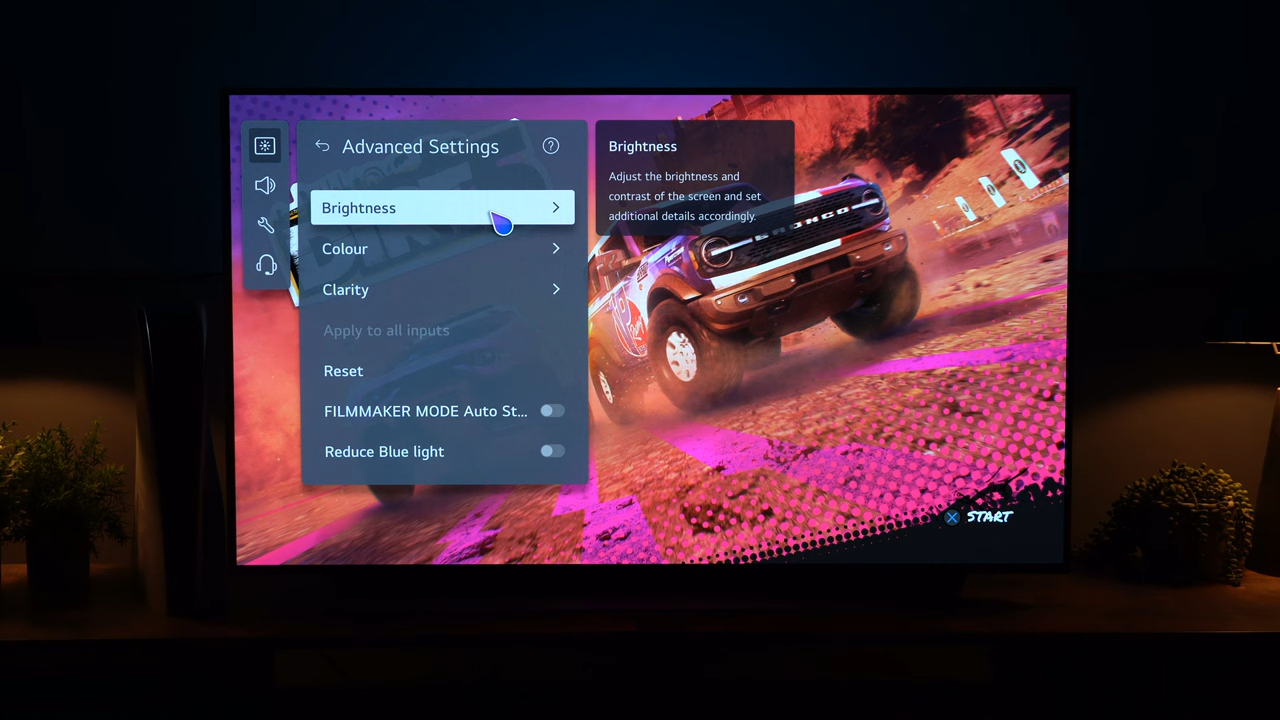 Advanced Settings
?
Brightness
Colour
Clarity
Apply to all inputs
Reset
FILMMAKER MODE Auto St...
Reduce Blue light
Brightness
Adjust the brightness and
contrast of the screen and set
additional details accordingly.
BRONCO
START